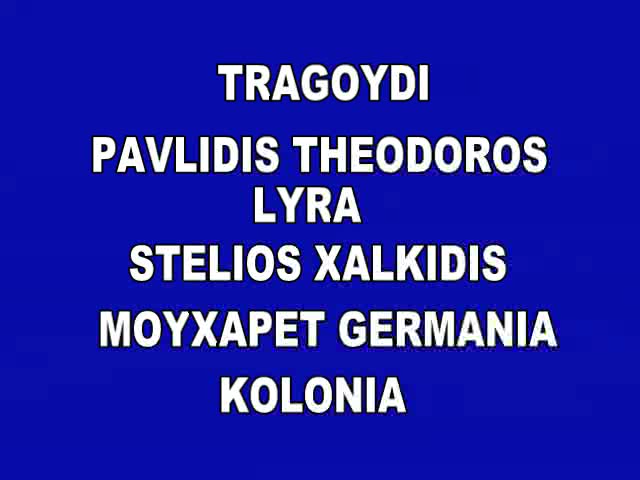 TRAGOYDI
PAVLIDIS THEODOROS
LYRA
STELIOS XALKIDIS
MOYXAPET GERMANIA
KOLONIA